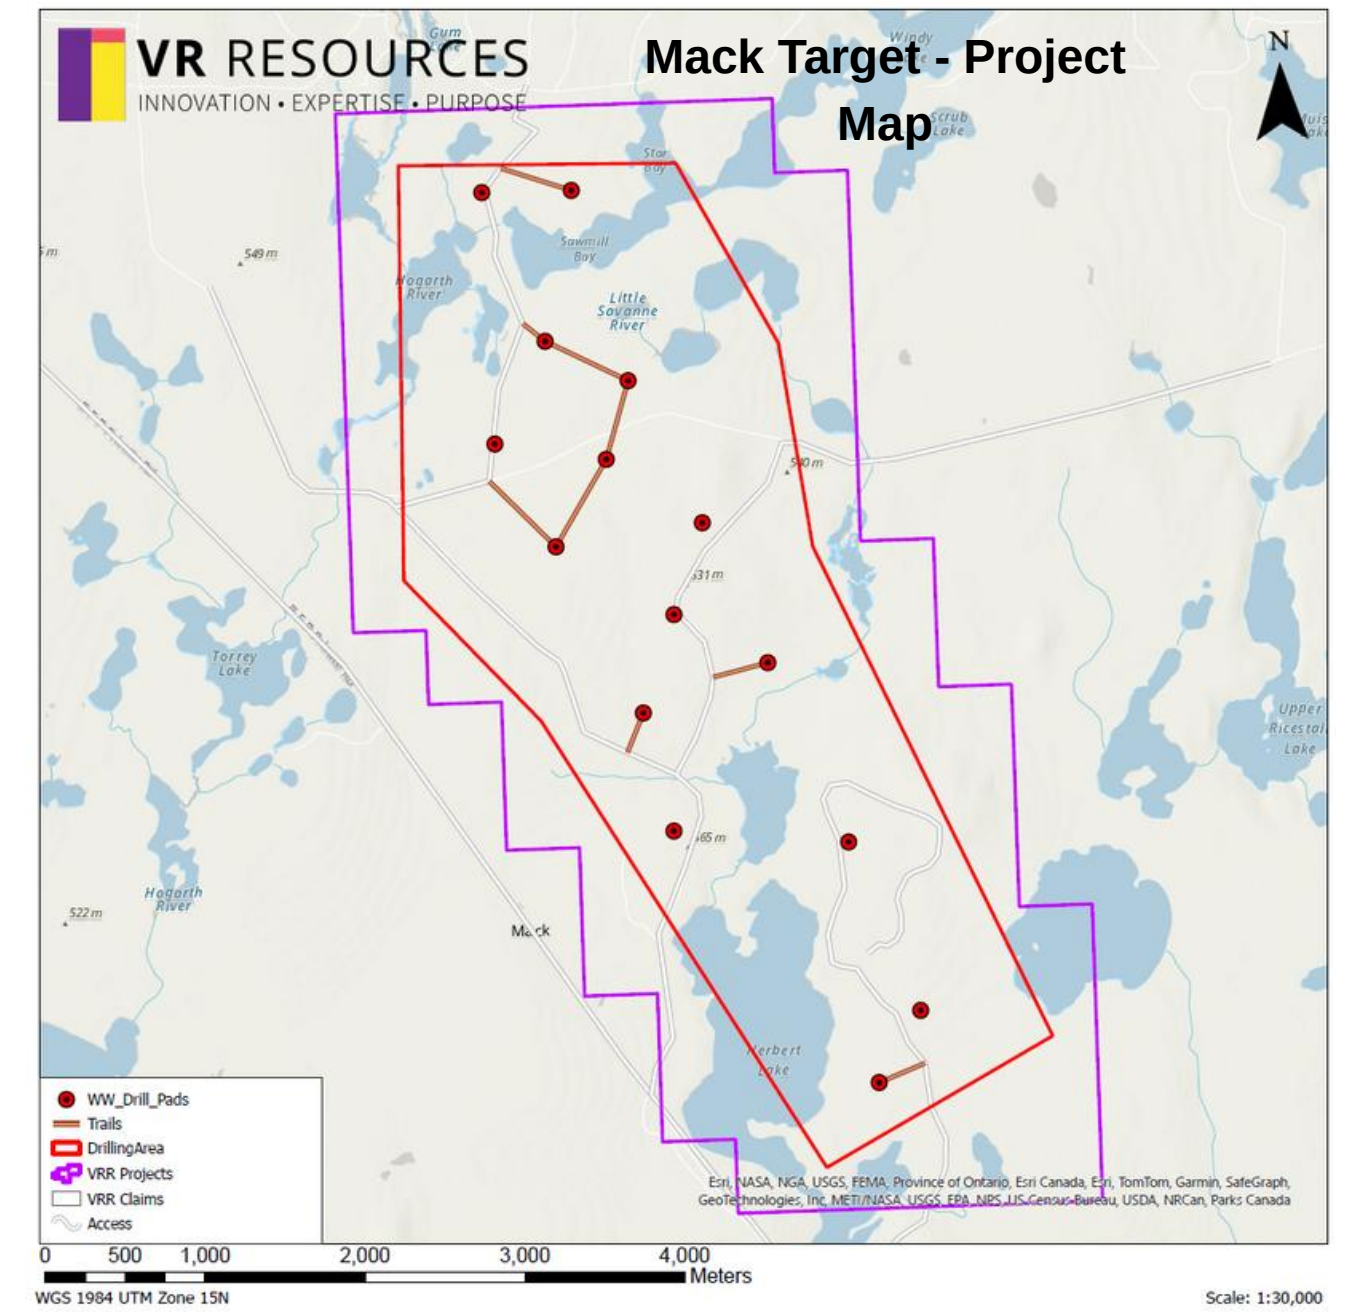 VR RESOURCES
INNOVATION • EXPERTISE • PURPOSE
Mack Target - Project
Map
N
Gum
Windy
Scrub
Lake
Star
Bay
549 m
Sawmill
Bay
Hogarth
River
Little
Savanne
River
540 m
531 m
Torrey
Lake
Upper
Lake
465 m
Hogarth
River
522 m
Mack
Herbert
Lake
WW_Drill_Pads
Trails
DrillingArea
VRR Projects
VRR Claims
Access
Esri, NASA, NGA, USGS, FEMA, Province of Ontario, Esri Canada, Esri, TomTom, Garmin, SafeGraph,
GeoTechnologies, Inc, METI/NASA, USGS, EPA, NPS, US Census Bureau, USDA, NRCan, Parks Canada
0 500 1,000 2,000 3,000 4,000
Meters
WGS 1984 UTM Zone 15N
Scale: 1:30,000